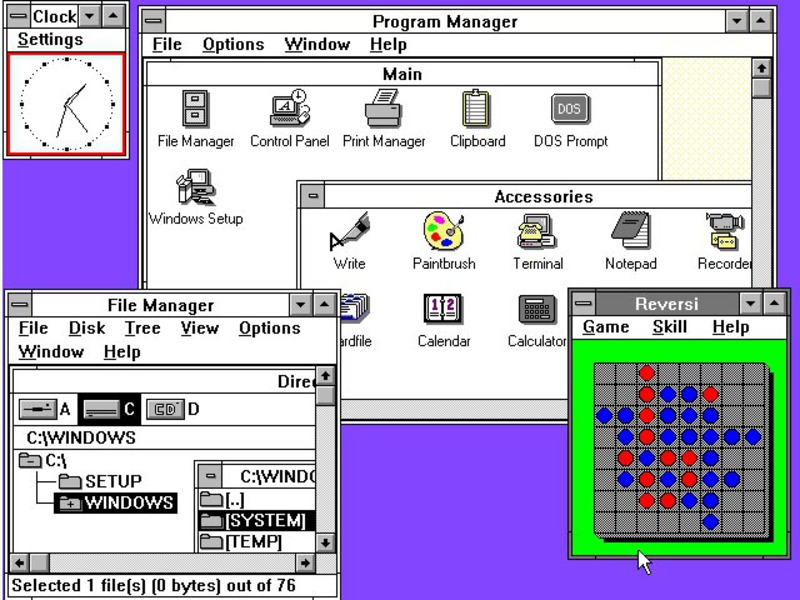 Clock
Settings
Program Manager
File Options Window Help
Main
File Manager
Control Panel
Print Manager
Clipboard
DOS
DOS Prompt
Windows Setup
Accessories
Write
Paintbrush
Terminal
Notepad
Recorder
ardfile
12
Calendar
Calculator
File Manager
File Disk Tree View Options
Window Help
Direc
A C CD D
C:\WINDOWS
C:\
SETUP
WINDOWS
C:\WINDO
[..]
[SYSTEM]
[TEMP]
Selected 1 file(s) (0 bytes) out of 76
Reversi
Game Skill Help